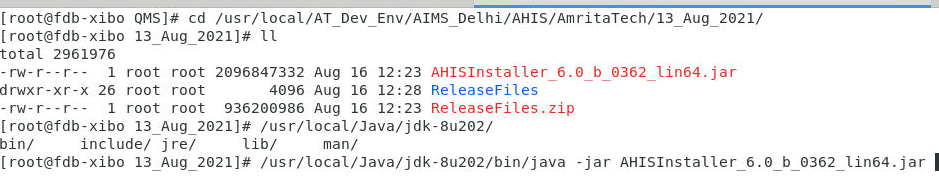 [root@fdb-xibo QMS]# cd /usr/local/AT_Dev_Env/AIMS_Delhi/AHIS/AmritaTech/13_Aug_2021/
[root@fdb-xibo 13_Aug_2021]# ll
total 2961976
-rw-r--r--  1 root root 2096847332 Aug 16 12:23 AHISInstaller_6.0_b_0362_lin64.jar
drwxr-xr-x 26 root root       4096 Aug 16 12:28 ReleaseFiles
-rw-r--r--  1 root root  936200986 Aug 16 12:23 ReleaseFiles.zip
[root@fdb-xibo 13_Aug_2021]# /usr/local/Java/jdk-8u202/
bin/     include/ jre/     lib/     man/
[root@fdb-xibo 13_Aug_2021]# /usr/local/Java/jdk-8u202/bin/java -jar AHISInstaller_6.0_b_0362_lin64.jar